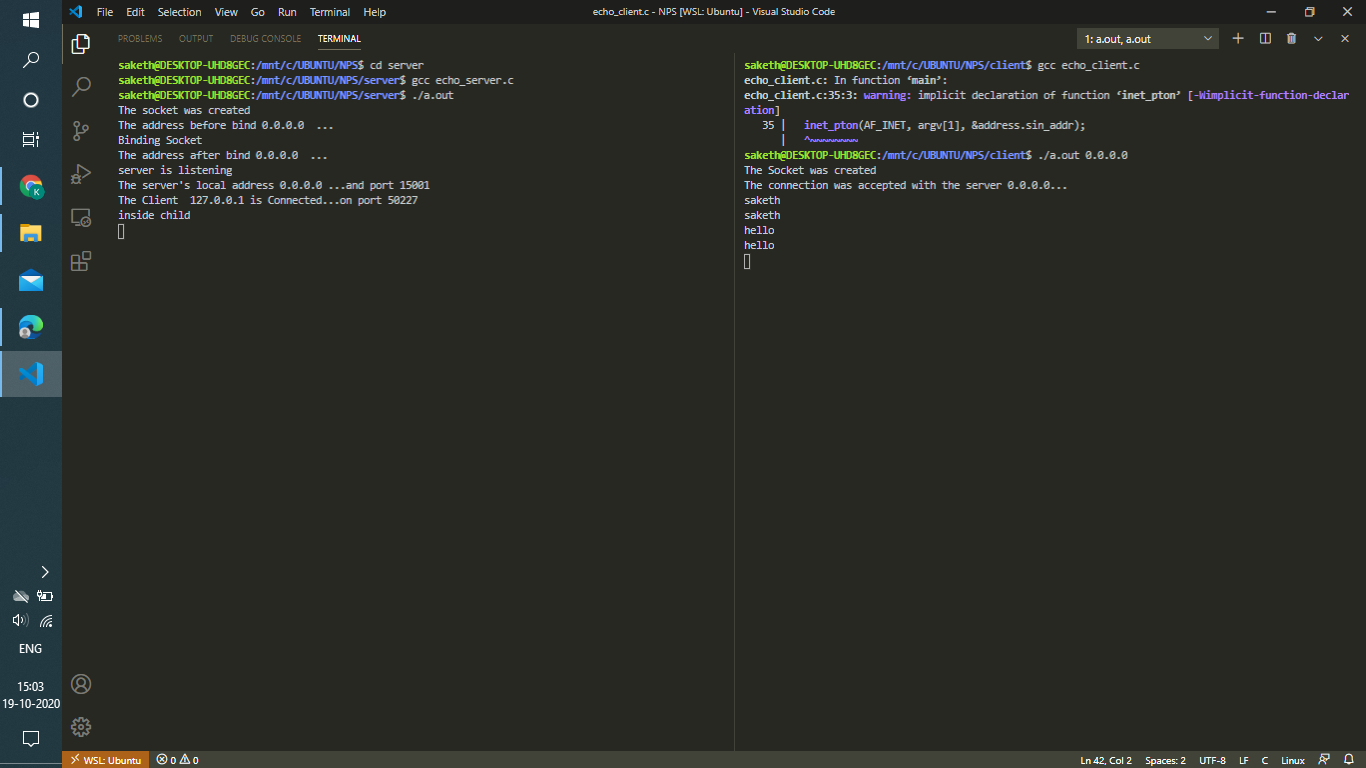 File Edit Selection View Go Run Terminal Help
echo_client.c - NPS [WSL: Ubuntu] - Visual Studio Code
PROBLEMS OUTPUT DEBUG CONSOLE TERMINAL
1: a.out, a.out
saketh@DESKTOP-UHD8GEC:/mnt/c/UBUNTU/NPS$ cd server
saketh@DESKTOP-UHD8GEC:/mnt/c/UBUNTU/NPS/server$ gcc echo_server.c
saketh@DESKTOP-UHD8GEC:/mnt/c/UBUNTU/NPS/server$ ./a.out
The socket was created
The address before bind 0.0.0.0  ...
Binding Socket
The address after bind 0.0.0.0  ...
server is listening
The server's local address 0.0.0.0 ...and port 15001
The Client  127.0.0.1 is Connected...on port 50227
inside child
saketh@DESKTOP-UHD8GEC:/mnt/c/UBUNTU/NPS/client$ gcc echo_client.c
echo_client.c: In function ‘main’:
echo_client.c:35:3: warning: implicit declaration of function ‘inet_pton’ [-Wimplicit-function-declar
ation]
35 |   inet_pton(AF_INET, argv[1], &address.sin_addr);
|   ^~~~~~~~~
saketh@DESKTOP-UHD8GEC:/mnt/c/UBUNTU/NPS/client$ ./a.out 0.0.0.0
The Socket was created
The connection was accepted with the server 0.0.0.0...
saketh
saketh
hello
hello
K
ENG
15:03
19-10-2020
WSL: Ubuntu 0 0
Ln 42, Col 2 Spaces: 2 UTF-8 LF C Linux